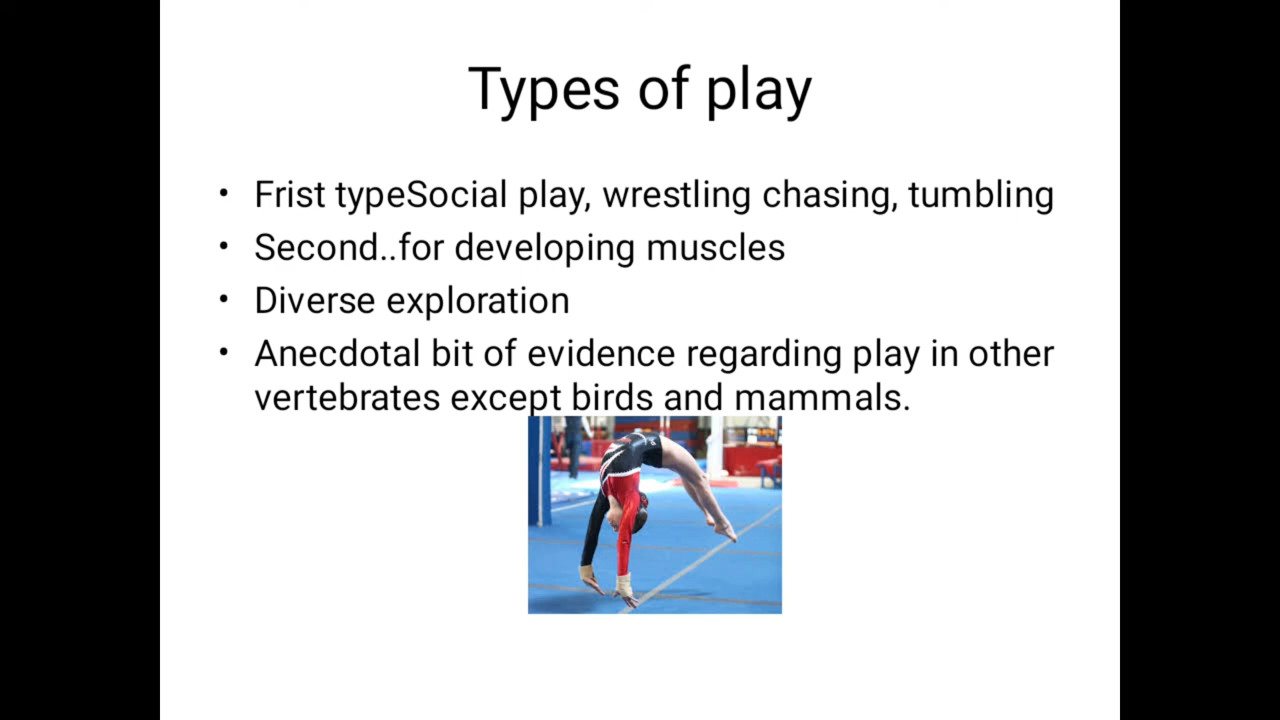 Types of play
• Frist typeSocial play, wrestling chasing, tumbling
• Second..for developing muscles
• Diverse exploration
• Anecdotal bit of evidence regarding play in other
vertebrates except birds and mammals.